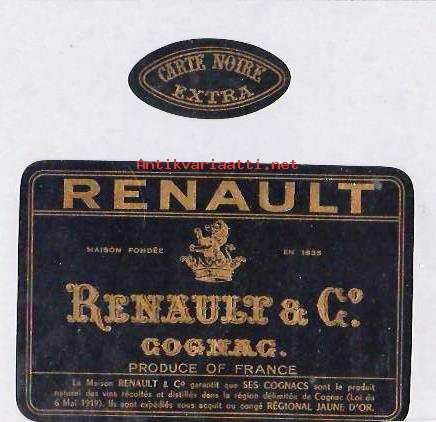 CARTE NOIRE
EXTRA
Antikvariaatti.net
RENAULT
MAISON FONDÉE EN 1835
RENAULT & Cº.
COGNAC.
PRODUCE OF FRANCE
La Maison RENAULT & Cº garantit que SES COGNACS sont le produit
naturel des vins récoltés et distillés dans la région délimitée de Cognac (Loi du
6 Mai 1919). Ils sont expédiés sous acquit ou congé RÉGIONAL JAUNE D'OR.